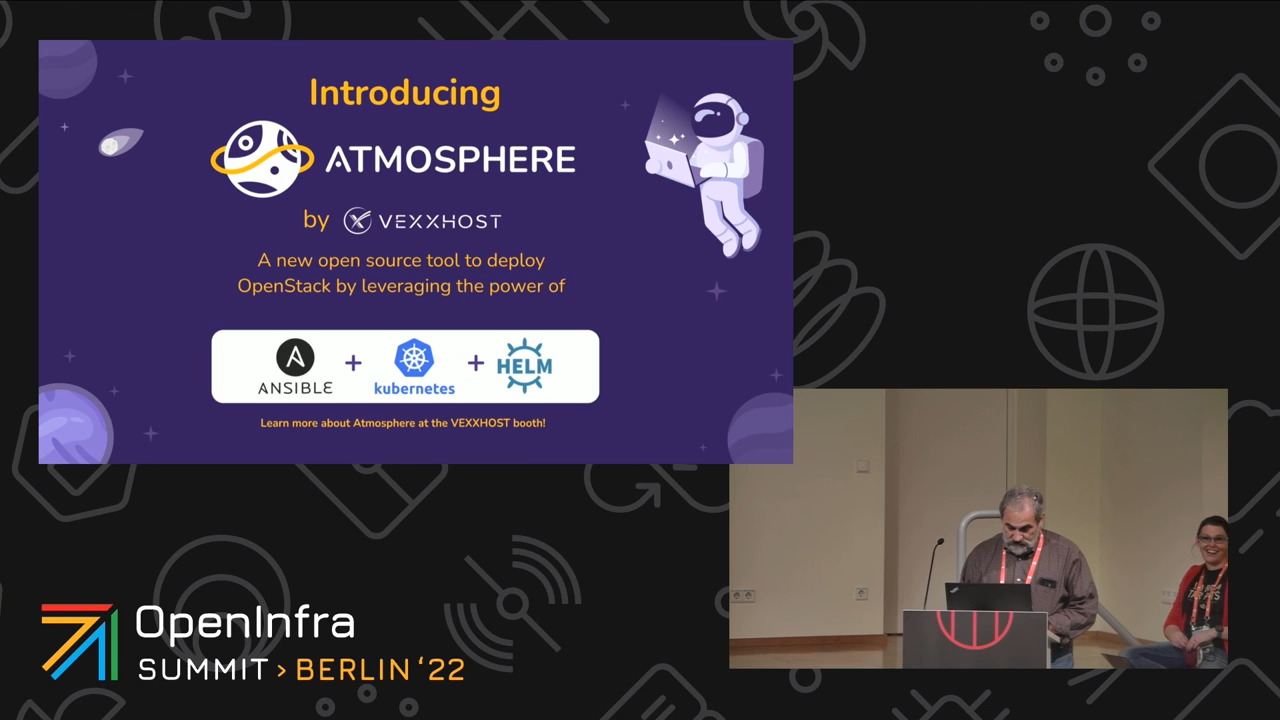 Introducing
ATMOSPHERE
by VEXXHOST
A new open source tool to deploy
OpenStack by leveraging the power of
ANSIBLE + kubernetes + HELM
Learn more about Atmosphere at the VEXXHOST booth!
OpenInfra
SUMMIT > BERLIN ‘22